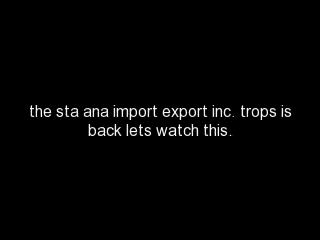 the sta ana import export inc. trops is
back lets watch this.